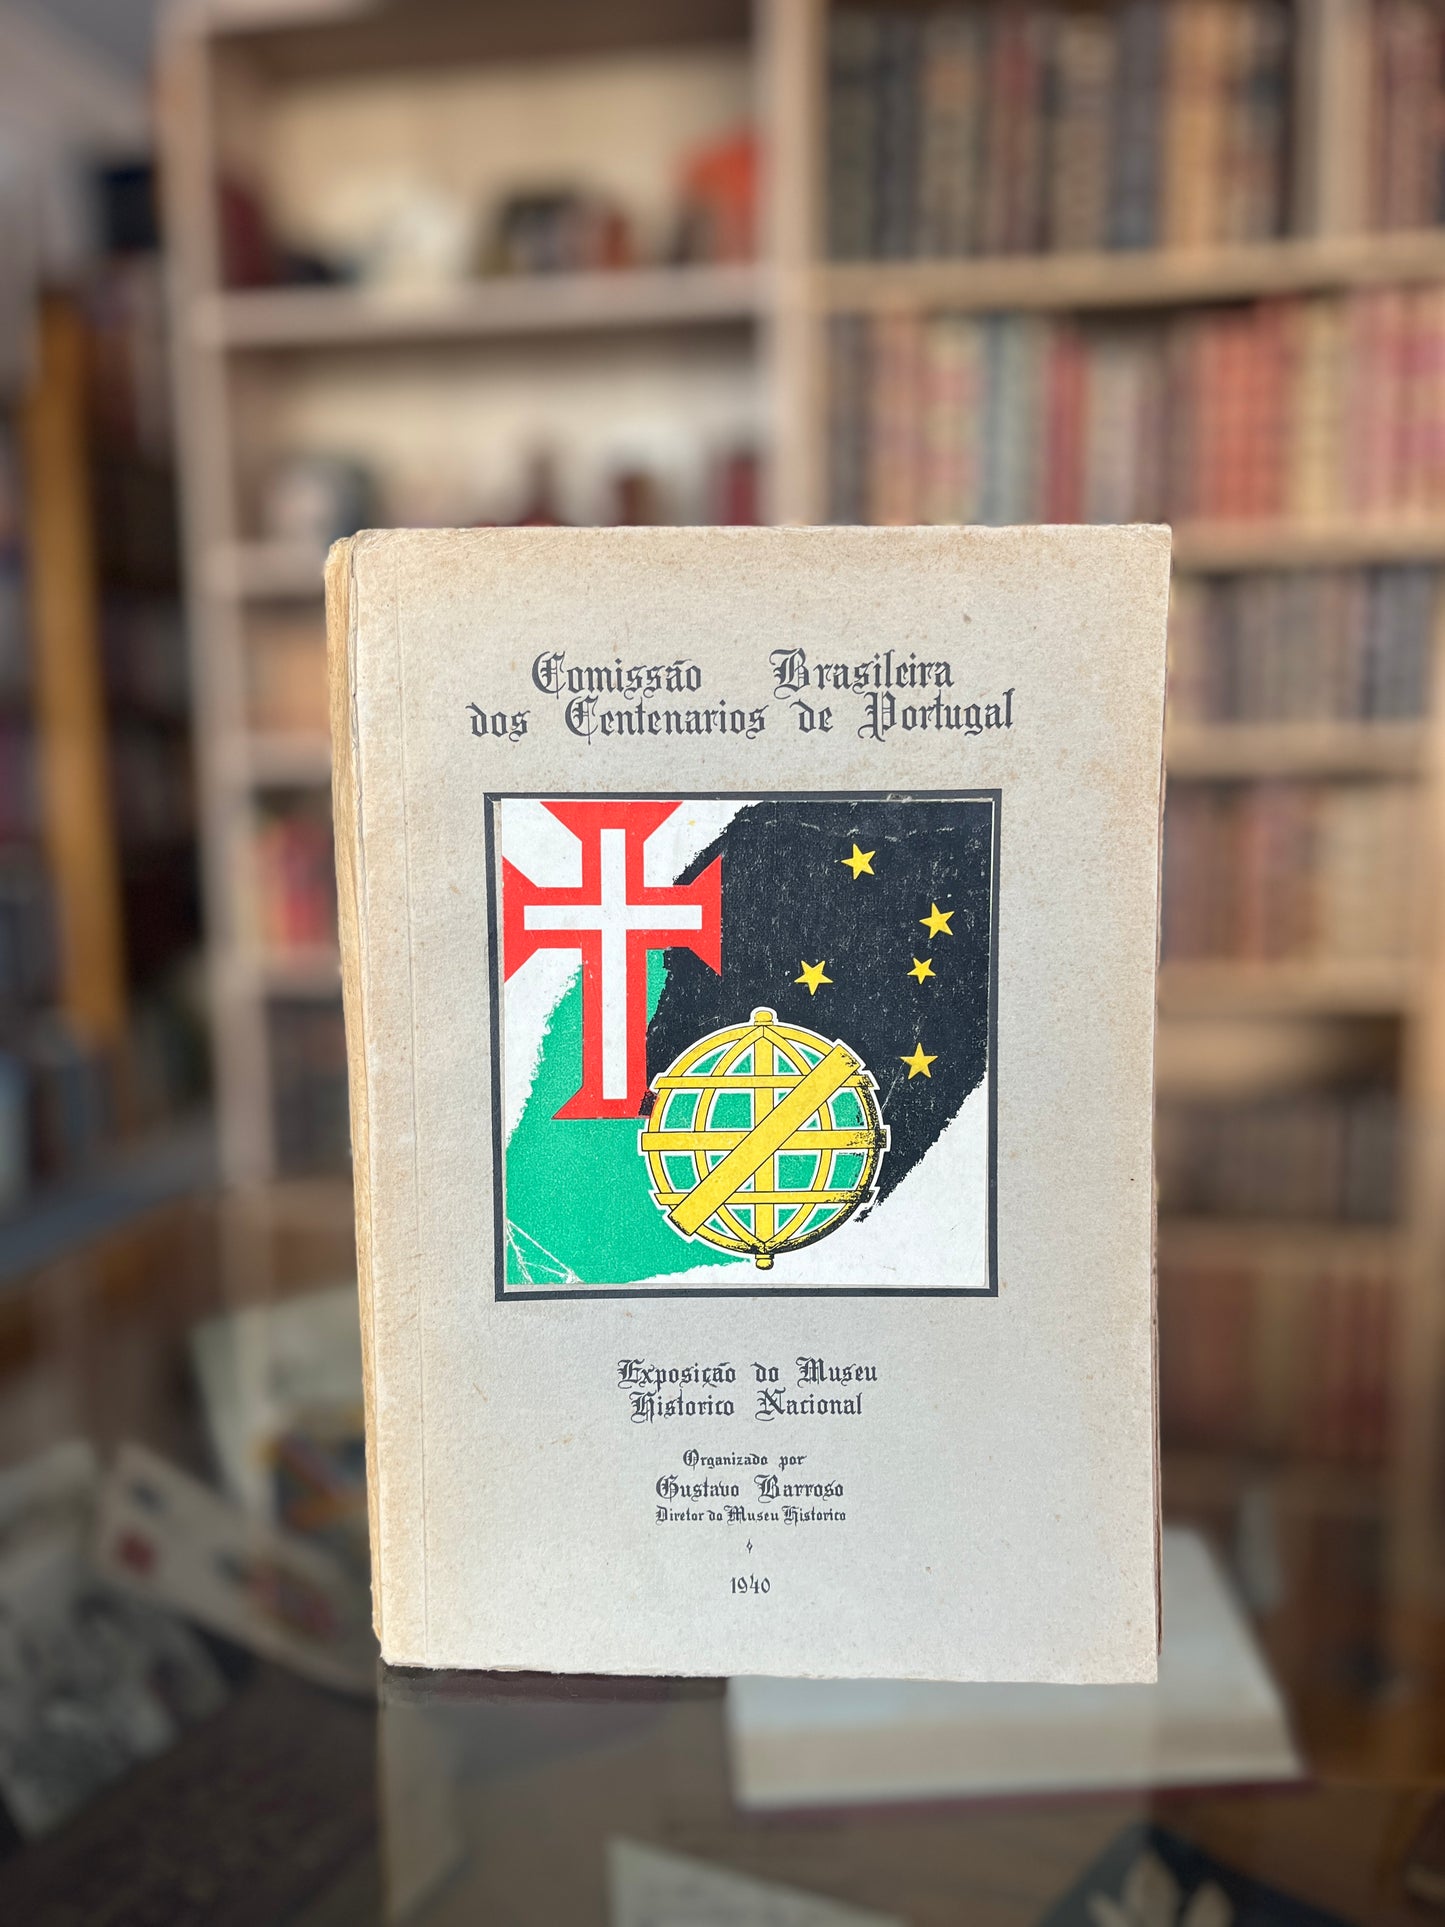 Comissão Brasileira
dos Centenarios de Portugal
Exposição do Museu
Historico Nacional
Organizado por
Gustavo Barroso
Diretor do Museu Historico
1940